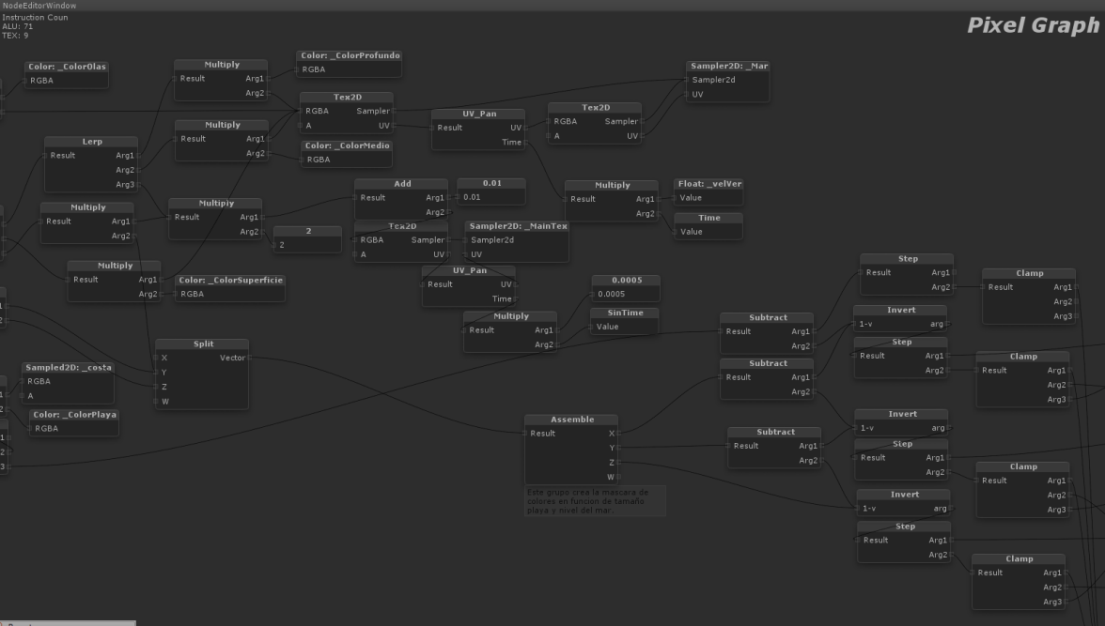 NodeEditorWindow
Instruction Coun
ALU: 71
TEX: 9
Pixel Graph
Color: _ColorOlas
RGBA
Multiply
Result Arg1
Arg2
Color: _ColorProfundo
RGBA
Tex2D
RGBA Sampler
A UV
UV_Pan
Result UV
Time
Tex2D
RGBA Sampler
A UV
Sampler2D: _Mar
Sampler2d
UV
Lerp
Result Arg1
Arg2
Arg3
Multiply
Result Arg1
Arg2
Color: _ColorMedio
RGBA
Multiply
Result Arg1
Arg2
Multiply
Result Arg1
Arg2
2
2
Add
Result Arg1
Arg2
0.01
0.01
Multiply
Result Arg1
Arg2
Float: _velVer
Value
Time
Value
Tex2D
RGBA Sampler
A UV
Sampler2D: _MainTex
Sampler2d
UV
Multiply
Result Arg1
Arg2
Color: _ColorSuperficie
RGBA
UV_Pan
Result UV
Time
0.0005
0.0005
Multiply
Result Arg1
Arg2
SinTime
Value
Split
X Vector
Y
Z
W
Sampled2D: _costa
RGBA
A
Color: _ColorPlaya
RGBA
1
2
3
Assemble
Result X
Y
Z
W
Este grupo crea la mascara de
colores en funcion de tamaño
playa y nivel del mar.
Subtract
Result Arg1
Arg2
Subtract
Result Arg1
Arg2
Subtract
Result Arg1
Arg2
Step
Result Arg1
Arg2
Clamp
Result Arg1
Arg2
Arg3
Invert
1-v arg
Step
Result Arg1
Arg2
Clamp
Result Arg1
Arg2
Arg3
Invert
1-v arg
Step
Result Arg1
Arg2
Clamp
Result Arg1
Arg2
Arg3
Invert
1-v arg
Step
Result Arg1
Arg2
Clamp
Result Arg1
Arg2
Arg3